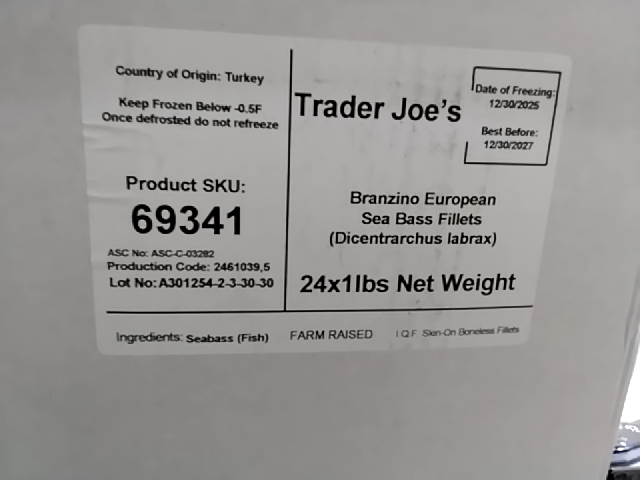 Country of Origin: Turkey
Keep Frozen Below -0.5F
Once defrosted do not refreeze
Product SKU:
69341
ASC No: ASC-C-03282
Production Code: 2461039,5
Lot No: A301254-2-3-30-30
Trader Joe's
Date of Freezing:
12/30/2025
Best Before:
12/30/2027
Branzino European
Sea Bass Fillets
(Dicentrarchus labrax)
24x1lbs Net Weight
Ingredients: Seabass (Fish) FARM RAISED I.Q.F. Skin-On Boneless Fillets